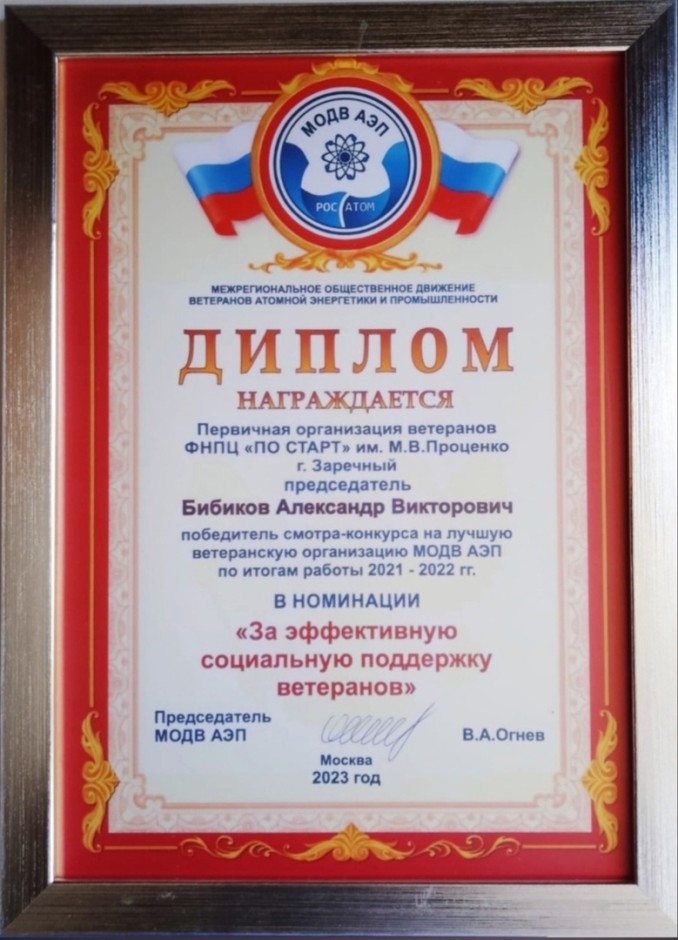 МОДВ АЭП
РОСАТОМ
МЕЖРЕГИОНАЛЬНОЕ ОБЩЕСТВЕННОЕ ДВИЖЕНИЕ
ВЕТЕРАНОВ АТОМНОЙ ЭНЕРГЕТИКИ И ПРОМЫШЛЕННОСТИ
ДИПЛОМ
НАГРАЖДАЕТСЯ
Первичная организация ветеранов
ФНПЦ «ПО СТАРТ» им. М.В.Проценко
г. Заречный
председатель
Бибиков Александр Викторович
победитель смотра-конкурса на лучшую
ветеранскую организацию МОДВ АЭП
по итогам работы 2021 - 2022 гг.
В НОМИНАЦИИ
«За эффективную
социальную поддержку
ветеранов»
Председатель
МОДВ АЭП В.А.Огнев
Москва
2023 год